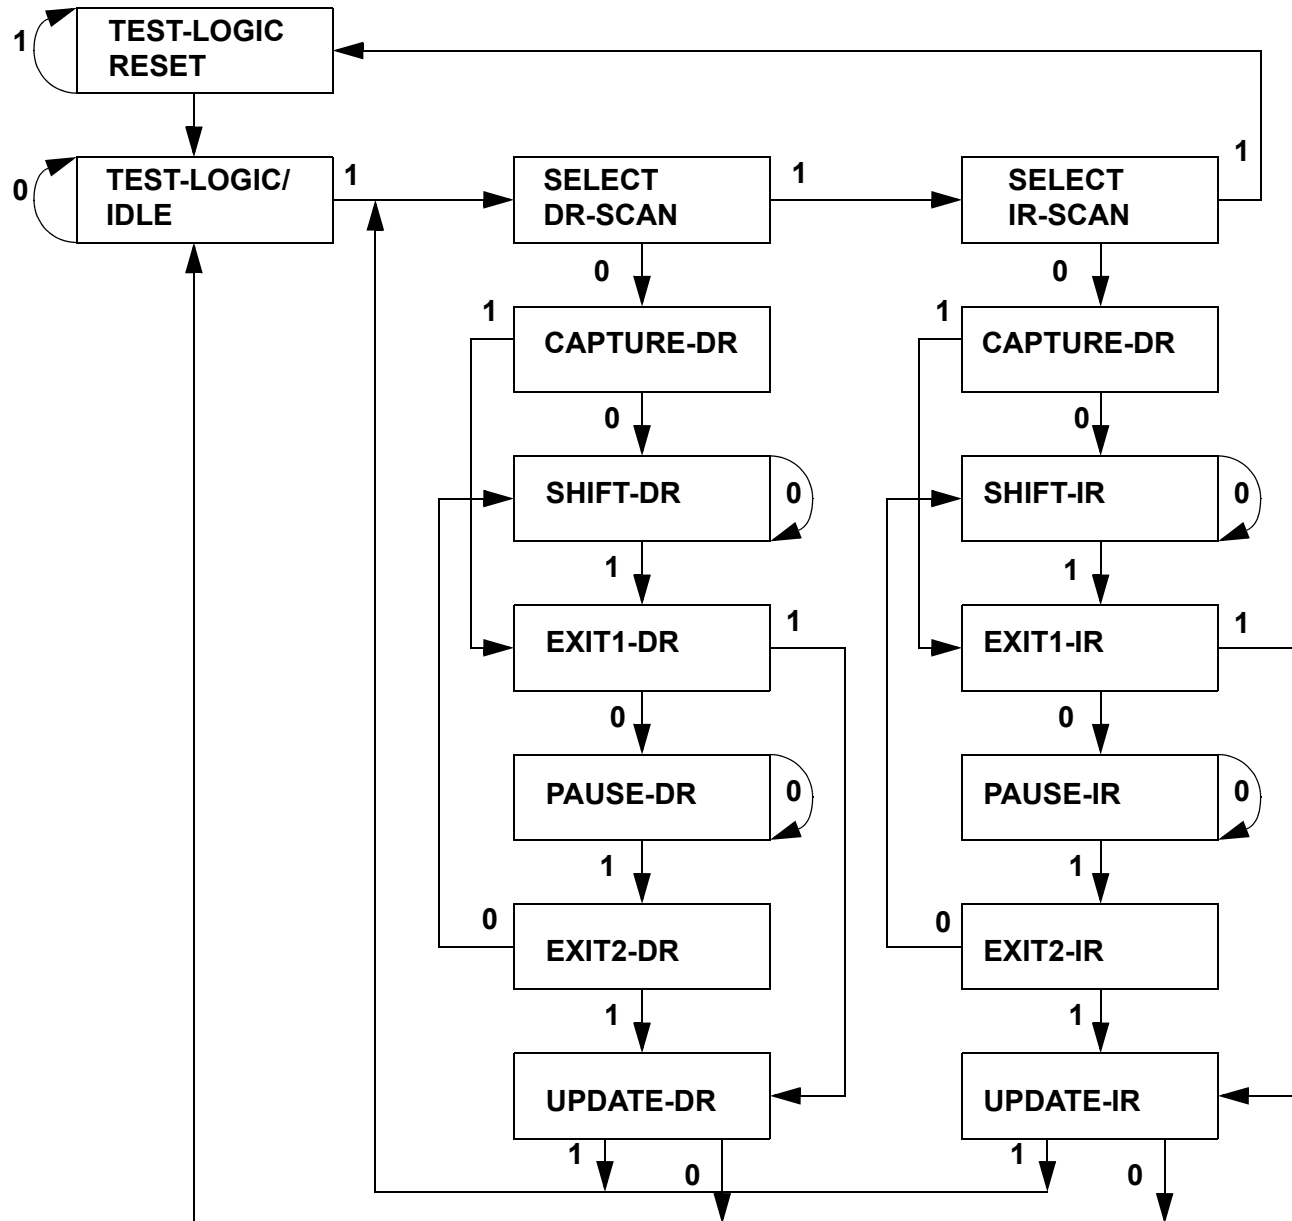 1
TEST-LOGIC
RESET
0
TEST-LOGIC/
IDLE
1
SELECT
DR-SCAN
1
SELECT
IR-SCAN
1
0
0
1
CAPTURE-DR
1
CAPTURE-DR
0
0
SHIFT-DR
0
SHIFT-IR
0
1
1
EXIT1-DR
1
EXIT1-IR
1
0
0
PAUSE-DR
0
PAUSE-IR
0
1
1
0
EXIT2-DR
0
EXIT2-IR
1
1
UPDATE-DR
UPDATE-IR
1
0
1
0